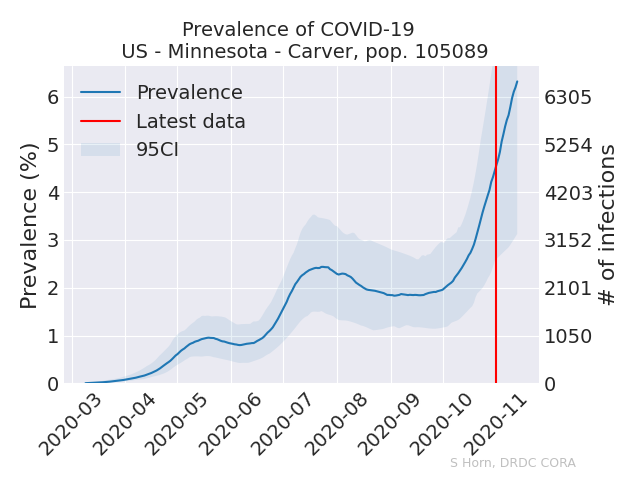 Prevalence of COVID-19
US - Minnesota - Carver, pop. 105089
Prevalence
Latest data
95CI
Prevalence (%)
6
5
4
3
2
1
0
6305
5254
4203
3152
2101
1050
0
# of infections
2020-03
2020-04
2020-05
2020-06
2020-07
2020-08
2020-09
2020-10
2020-11
S Horn, DRDC CORA